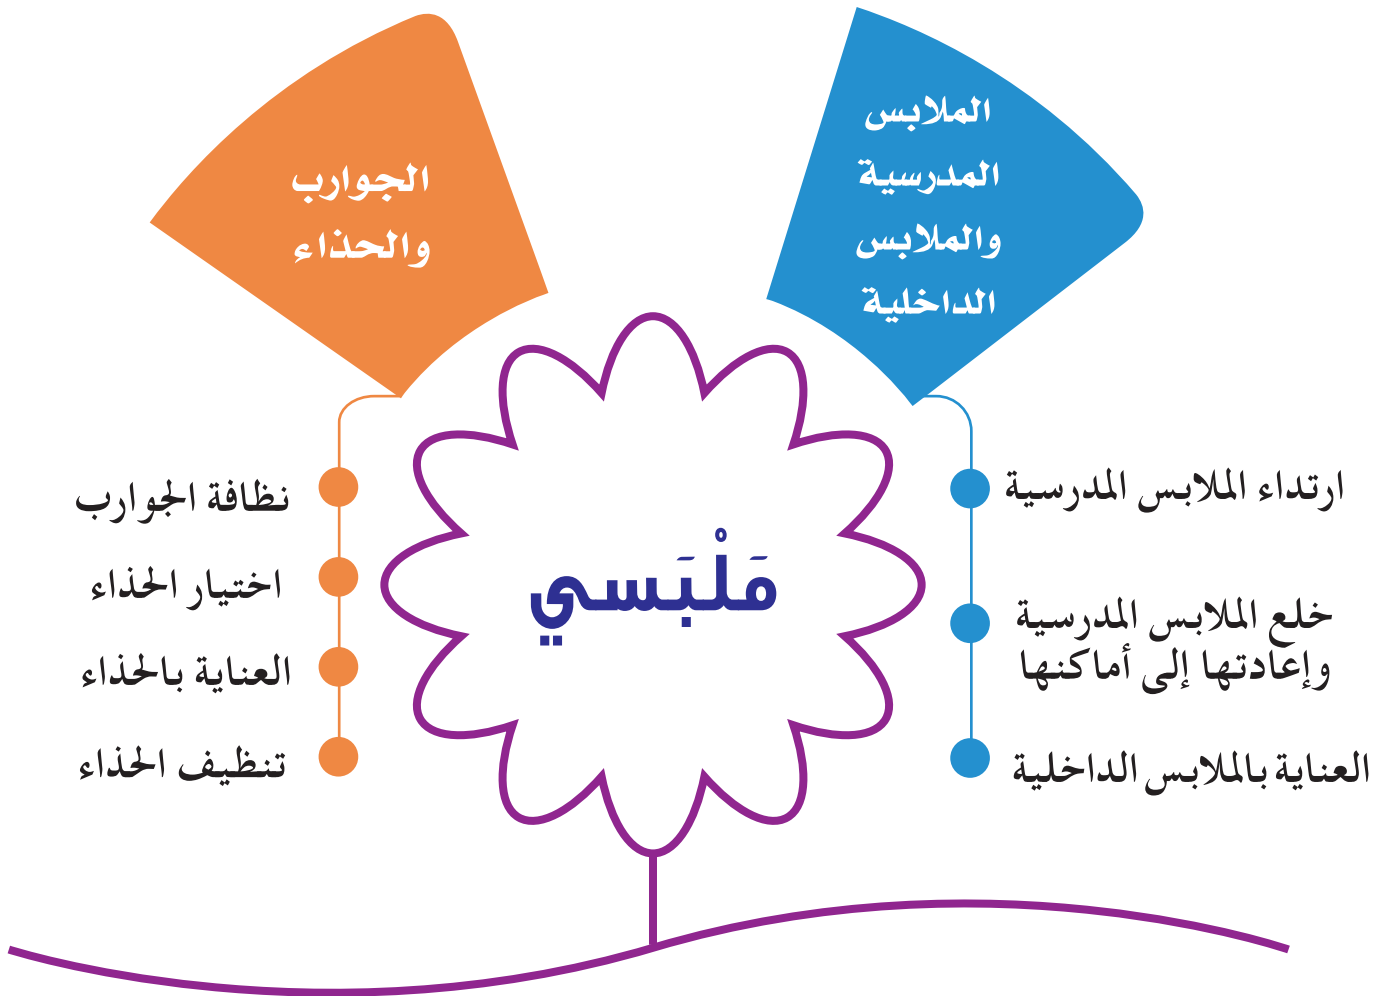 الملابس
المدرسية
والملابس
الداخلية
ارتداء الملابس المدرسية
خلع الملابس المدرسية
وإعادتها إلى أماكنها
العناية بالملابس الداخلية
مَلْبَسي
الجوارب
والحذاء
نظافة الجوارب
اختيار الحذاء
العناية بالحذاء
تنظيف الحذاء